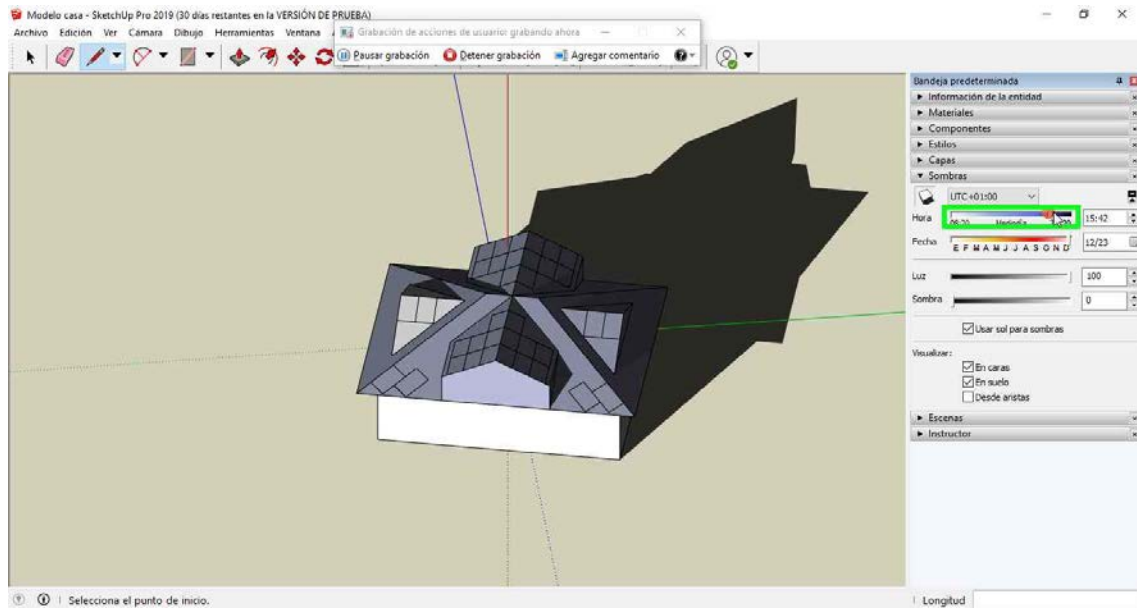 Modelo casa - SketchUp Pro 2019 (30 días restantes en la VERSIÓN DE PRUEBA)
Archivo Edición Ver Cámara Dibujo Herramientas Ventana
Grabación de acciones de usuario: grabando ahora
Pausar grabación Detener grabación Agregar comentario
Bandeja predeterminada
Información de la entidad
Materiales
Componentes
Estilos
Capas
Sombras
UTC+01:00
Hora 15:42
Fecha E F M A M J J A S O N D 12/23
Luz 100
Sombra 0
Usar sol para sombras
Visualizar:
En caras
En suelo
Desde aristas
Escenas
Instructor
Selecciona el punto de inicio.
Longitud